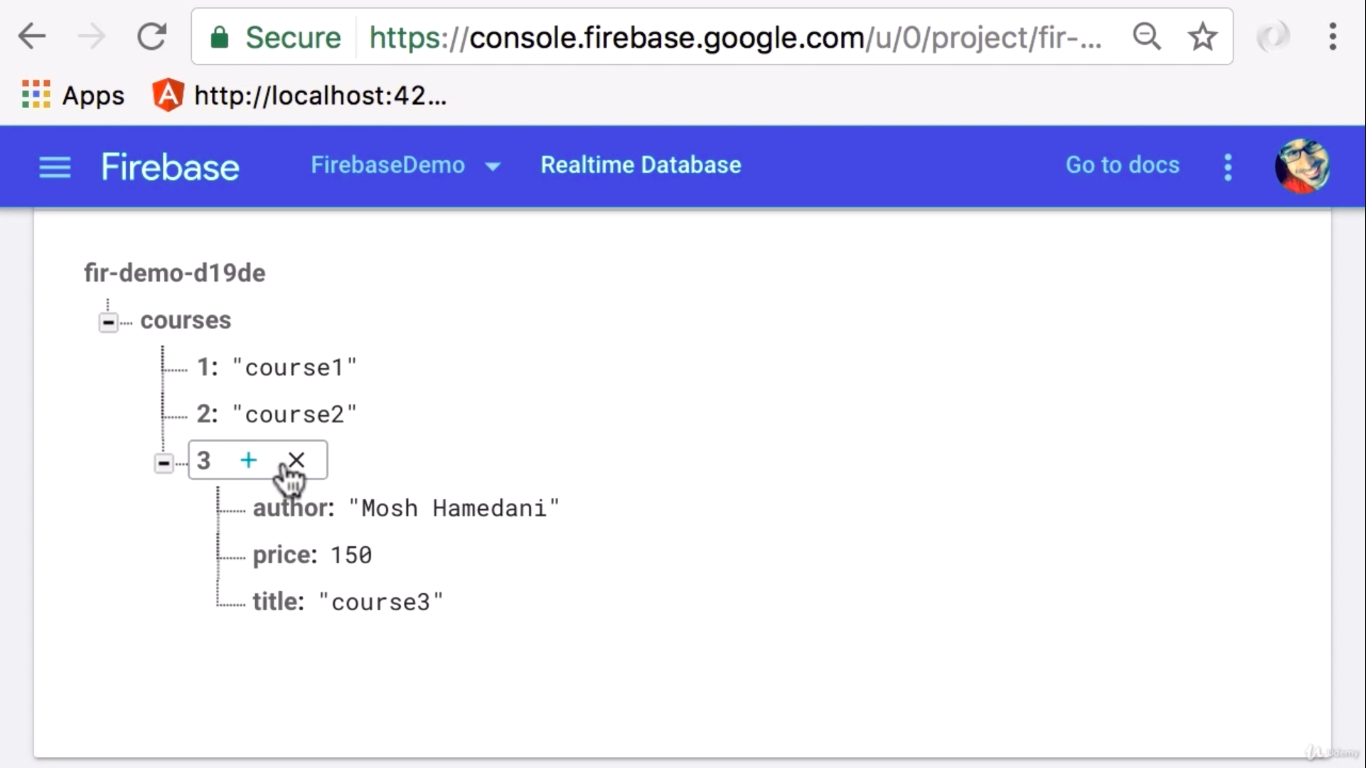 Secure https://console.firebase.google.com/u/0/project/fir-...
Apps http://localhost:42...
Firebase FirebaseDemo Realtime Database Go to docs
fir-demo-d19de
courses
1: "course1"
2: "course2"
3 + ×
author: "Mosh Hamedani"
price: 150
title: "course3"
Udemy